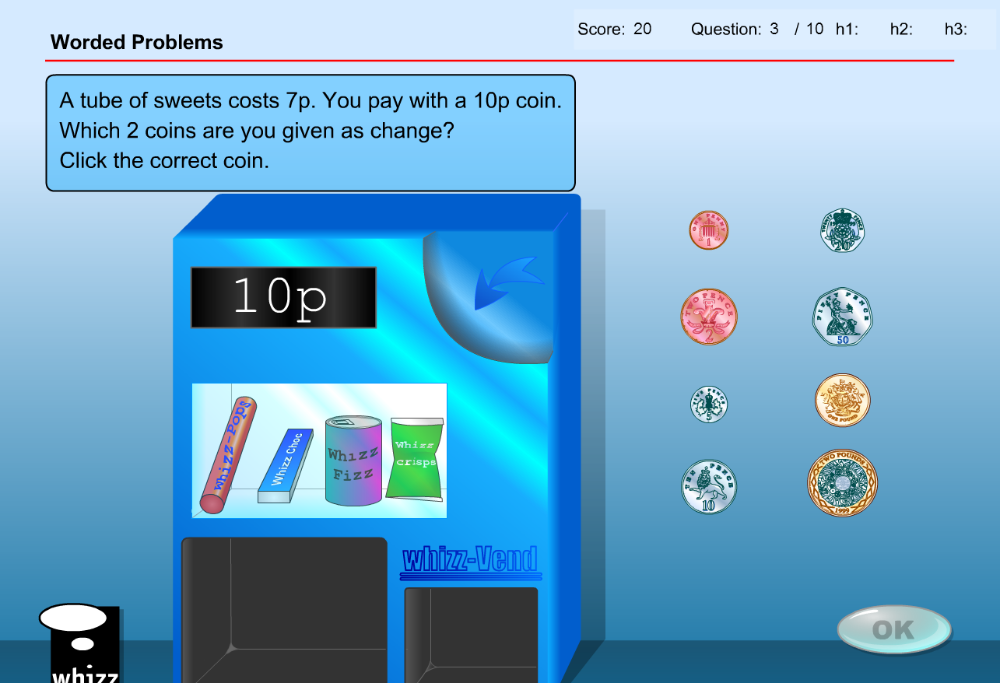 Worded Problems
Score: 20 Question: 3 / 10 h1: h2: h3:
A tube of sweets costs 7p. You pay with a 10p coin.
Which 2 coins are you given as change?
Click the correct coin.
10p
Whizz-Pops
Whizz Choc
Whizz
Fizz
Whizz
crisps
whizz-Vend
ONE PENNY
1
TWENTY PENCE
20
TWO PENCE
2
FIFTY PENCE
50
FIVE PENCE
5
ONE POUND
TEN PENCE
10
TWO POUNDS
1999
OK
whizz